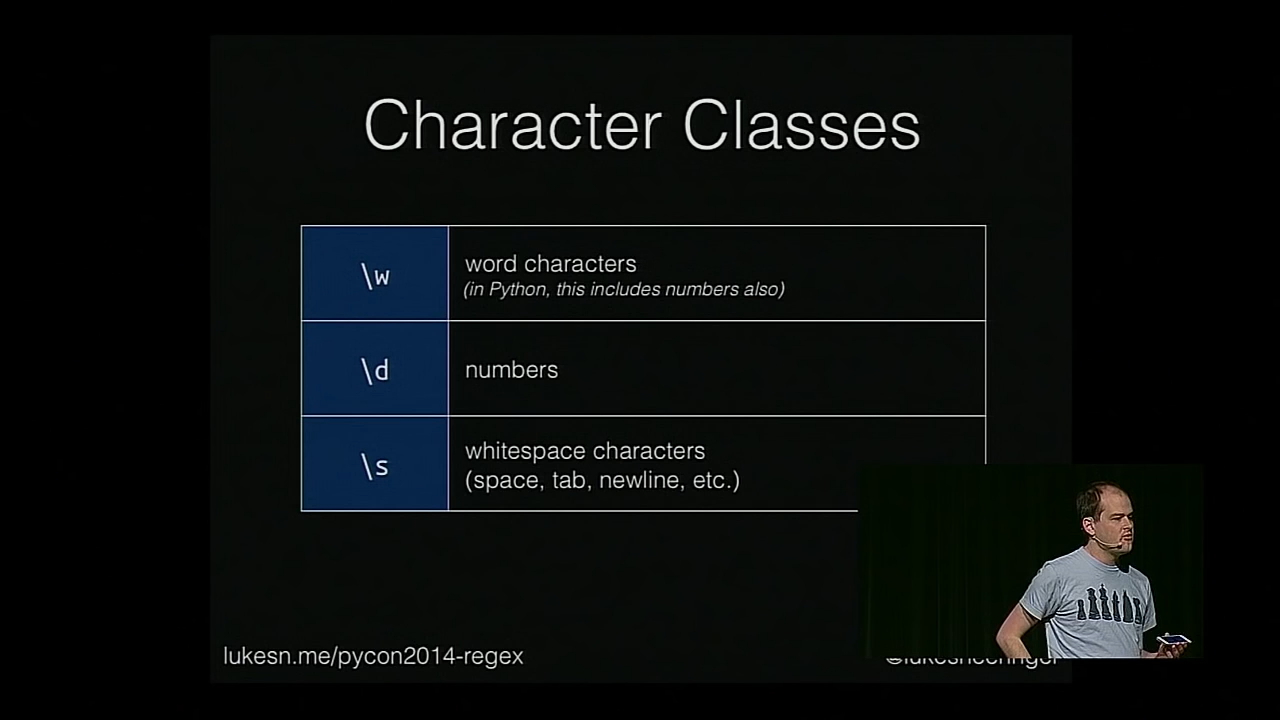 Character Classes
\w
word characters
(in Python, this includes numbers also)
\d
numbers
\s
whitespace characters
(space, tab, newline, etc.)
lukesn.me/pycon2014-regex